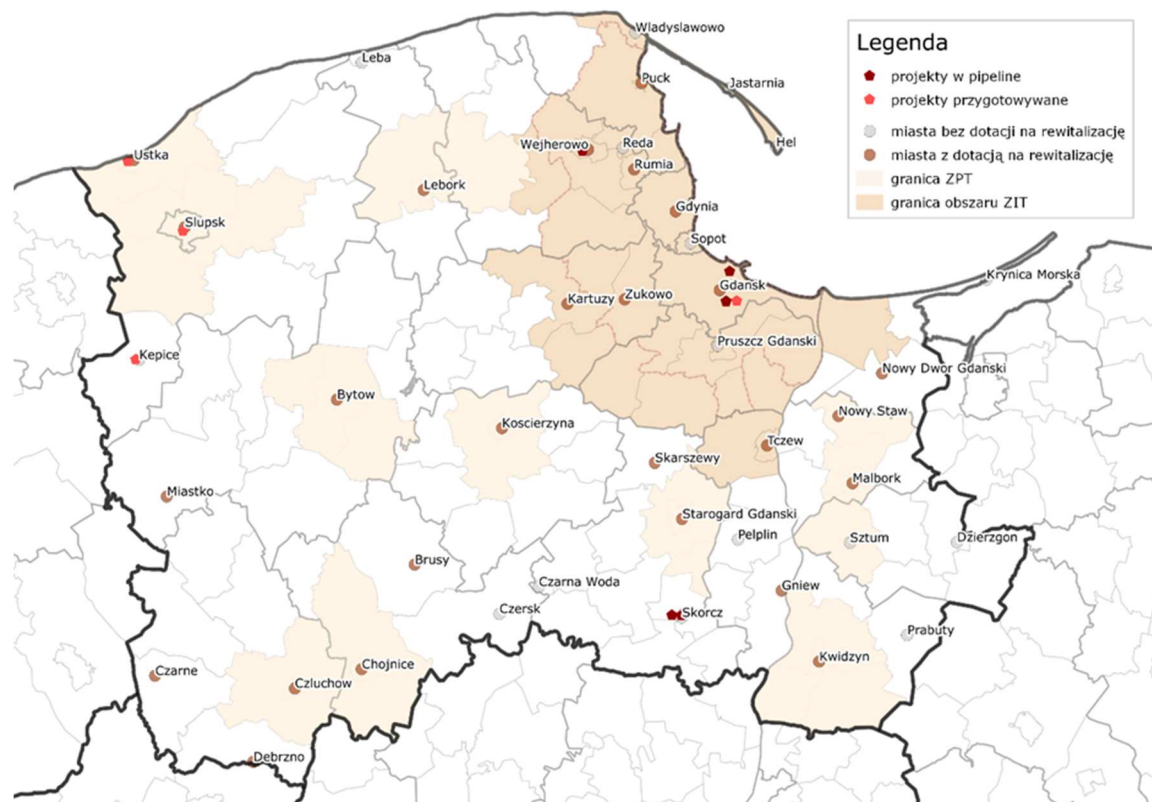 Wladyslawowo
Leba
Puck
Jastarnia
Hel
Ustka
Wejherowo
Reda
Rumia
Lebork
Gdynia
Slupsk
Sopot
Krynica Morska
Gdansk
Kartuzy
Zukowo
Pruszcz Gdanski
Kepice
Nowy Dwor Gdanski
Bytow
Nowy Staw
Koscierzyna
Tczew
Skarszewy
Malbork
Miastko
Starogard Gdanski
Pelplin
Sztum
Dzierzgon
Brusy
Czarna Woda
Gniew
Czersk
Skorcz
Prabuty
Czarne
Chojnice
Kwidzyn
Czluchow
Debrzno
Legenda
projekty w pipeline
projekty przygotowywane
miasta bez dotacji na rewitalizację
miasta z dotacją na rewitalizację
granica ZPT
granica obszaru ZIT